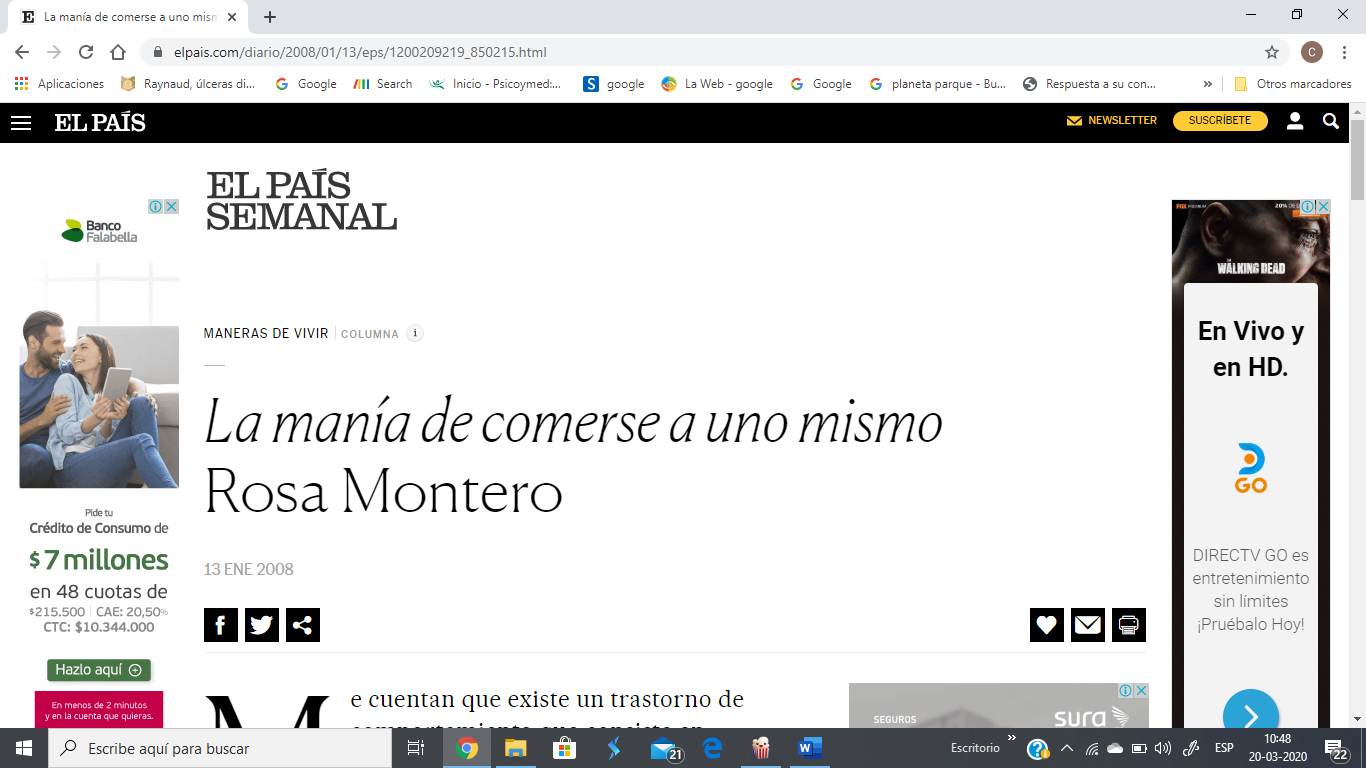 La manía de comerse a uno mism
elpais.com/diario/2008/01/13/eps/1200209219_850215.html
C
Aplicaciones
Raynaud, úlceras di...
Google
Search
Inicio - Psicoymed:...
google
La Web - google
Google
planeta parque - Bu...
Respuesta a su con...
»
Otros marcadores
EL PAÍS
NEWSLETTER
SUSCRÍBETE
EL PAÍS
SEMANAL
MANERAS DE VIVIR
COLUMNA
i
La manía de comerse a uno mismo
Rosa Montero
13 ENE 2008
Me cuentan que existe un trastorno de
Banco
Falabella
Pide tu
Crédito de Consumo de
$ 7 millones
en 48 cuotas de
$215.500 | CAE: 20,50%
CTC: $10.344.000
Hazlo aquí
En menos de 2 minutos
y en la cuenta que quieras.
FOX PREMIUM
20% DE
THE
WALKING DEAD
En Vivo y
en HD.
GO
DIRECTV GO es
entretenimiento
sin límites
¡Pruébalo Hoy!
SEGUROS
sura
Escribe aquí para buscar
21
Escritorio
»
ESP
10:48
20-03-2020
22